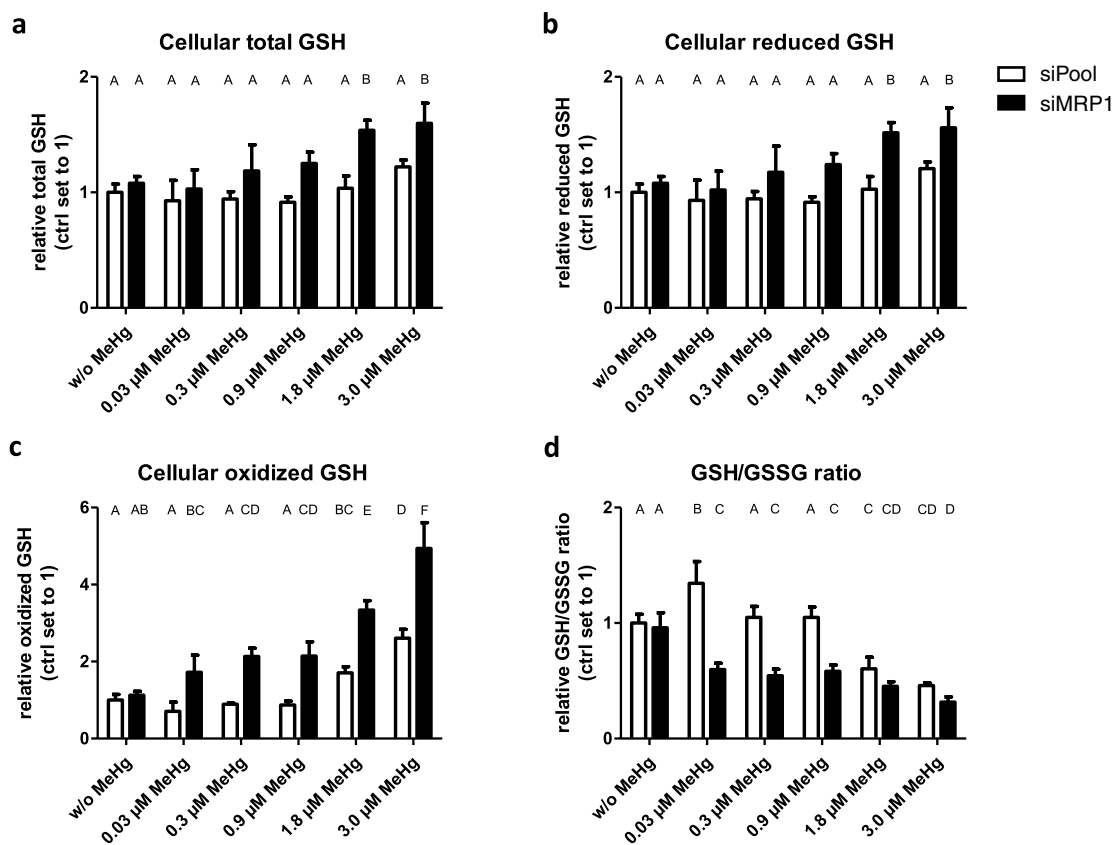 a
Cellular total GSH
A A A A A A A A A B A B
relative total GSH
(ctrl set to 1)
2
1
0
w/o MeHg
0.03 µM MeHg
0.3 µM MeHg
0.9 µM MeHg
1.8 µM MeHg
3.0 µM MeHg
b
Cellular reduced GSH
A A A A A A A A A B A B
relative reduced GSH
(ctrl set to 1)
2
1
0
w/o MeHg
0.03 µM MeHg
0.3 µM MeHg
0.9 µM MeHg
1.8 µM MeHg
3.0 µM MeHg
siPool
siMRP1
c
Cellular oxidized GSH
A AB A BC A CD A CD BC E D F
relative oxidized GSH
(ctrl set to 1)
6
4
2
0
w/o MeHg
0.03 µM MeHg
0.3 µM MeHg
0.9 µM MeHg
1.8 µM MeHg
3.0 µM MeHg
d
GSH/GSSG ratio
A A B C A C A C C CD CD D
relative GSH/GSSG ratio
(ctrl set to 1)
2
1
0
w/o MeHg
0.03 µM MeHg
0.3 µM MeHg
0.9 µM MeHg
1.8 µM MeHg
3.0 µM MeHg